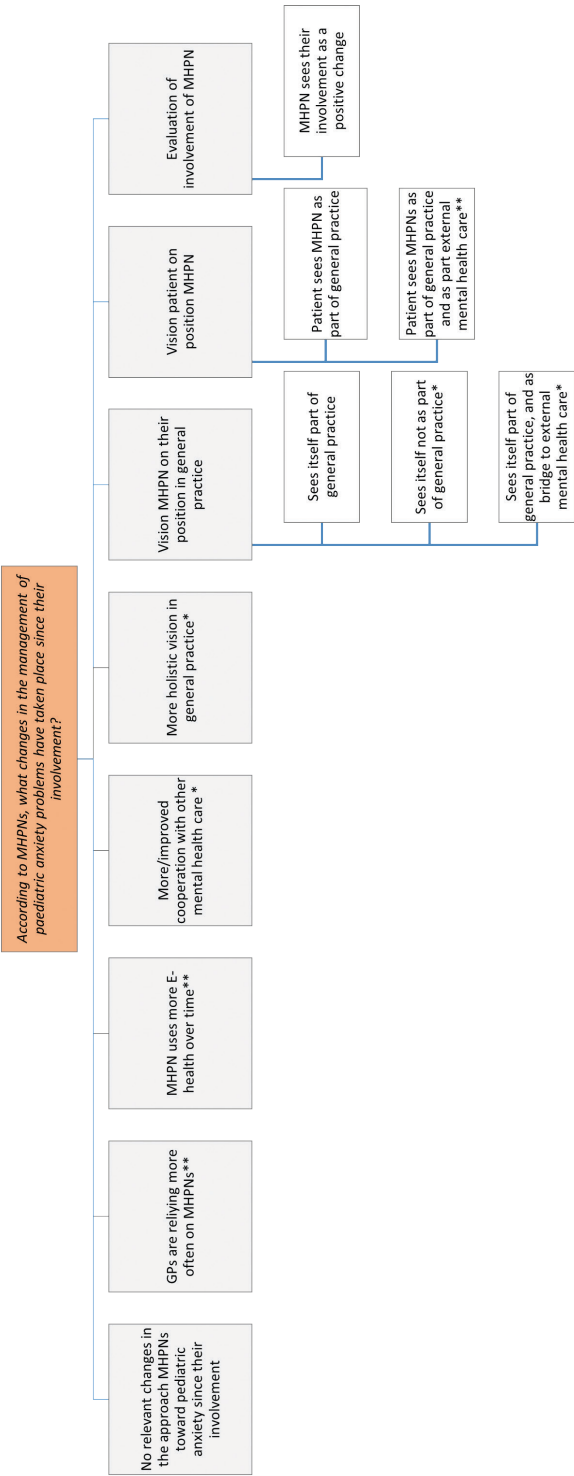 According to MHPNs, what changes in the management of
paediatric anxiety problems have taken place since their
involvement?
No relevant changes in
the approach MHPNs
toward pediatric
anxiety since their
involvement
GPs are reliying more
often on MHPNs**
MHPN uses more E-
health over time**
More/improved
cooperation with other
mental health care *
More holistic vision in
general practice*
Vision MHPN on their
position in general
practice
Sees itself part of
general practice
Sees itself not as part
of general practice*
Sees itself part of
general practice, and as
bridge to external
mental health care*
Vision patient on
position MHPN
Patient sees MHPN as
part of general practice
Patient sees MHPNs as
part of general practice
and as part external
mental health care**
Evaluation of
involvement of MHPN
MHPN sees their
involvement as a
positive change